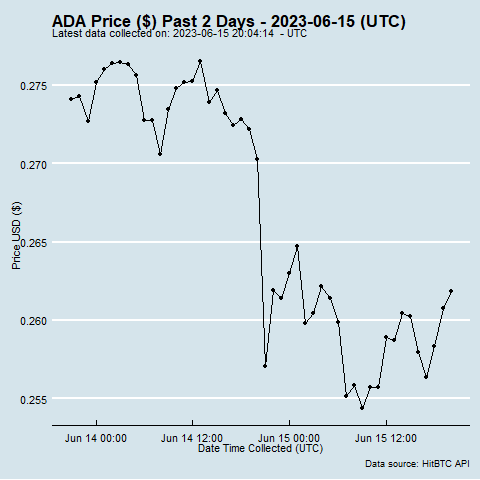 ADA Price ($) Past 2 Days - 2023-06-15 (UTC)
Latest data collected on: 2023-06-15 20:04:14  - UTC
0.275
0.270
0.265
0.260
0.255
Price USD ($)
Jun 14 00:00
Jun 14 12:00
Jun 15 00:00
Jun 15 12:00
Date Time Collected (UTC)
Data source: HitBTC API